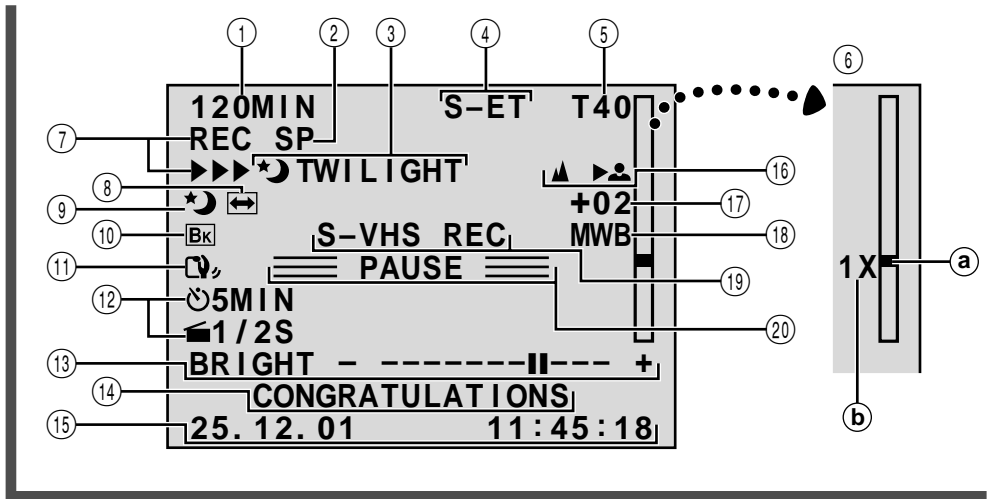 1 2 3 4 5 6
120MIN S–ET T40
7 REC SP
TWILIGHT 16
8
9 +02 17
10 BK S–VHS REC MWB 18
11 PAUSE 19
1X a
12 5MIN 20
1/2S
13 BRIGHT – – – – – – – – – – – +
14 CONGRATULATIONS b
15 25.12.01 11:45:18